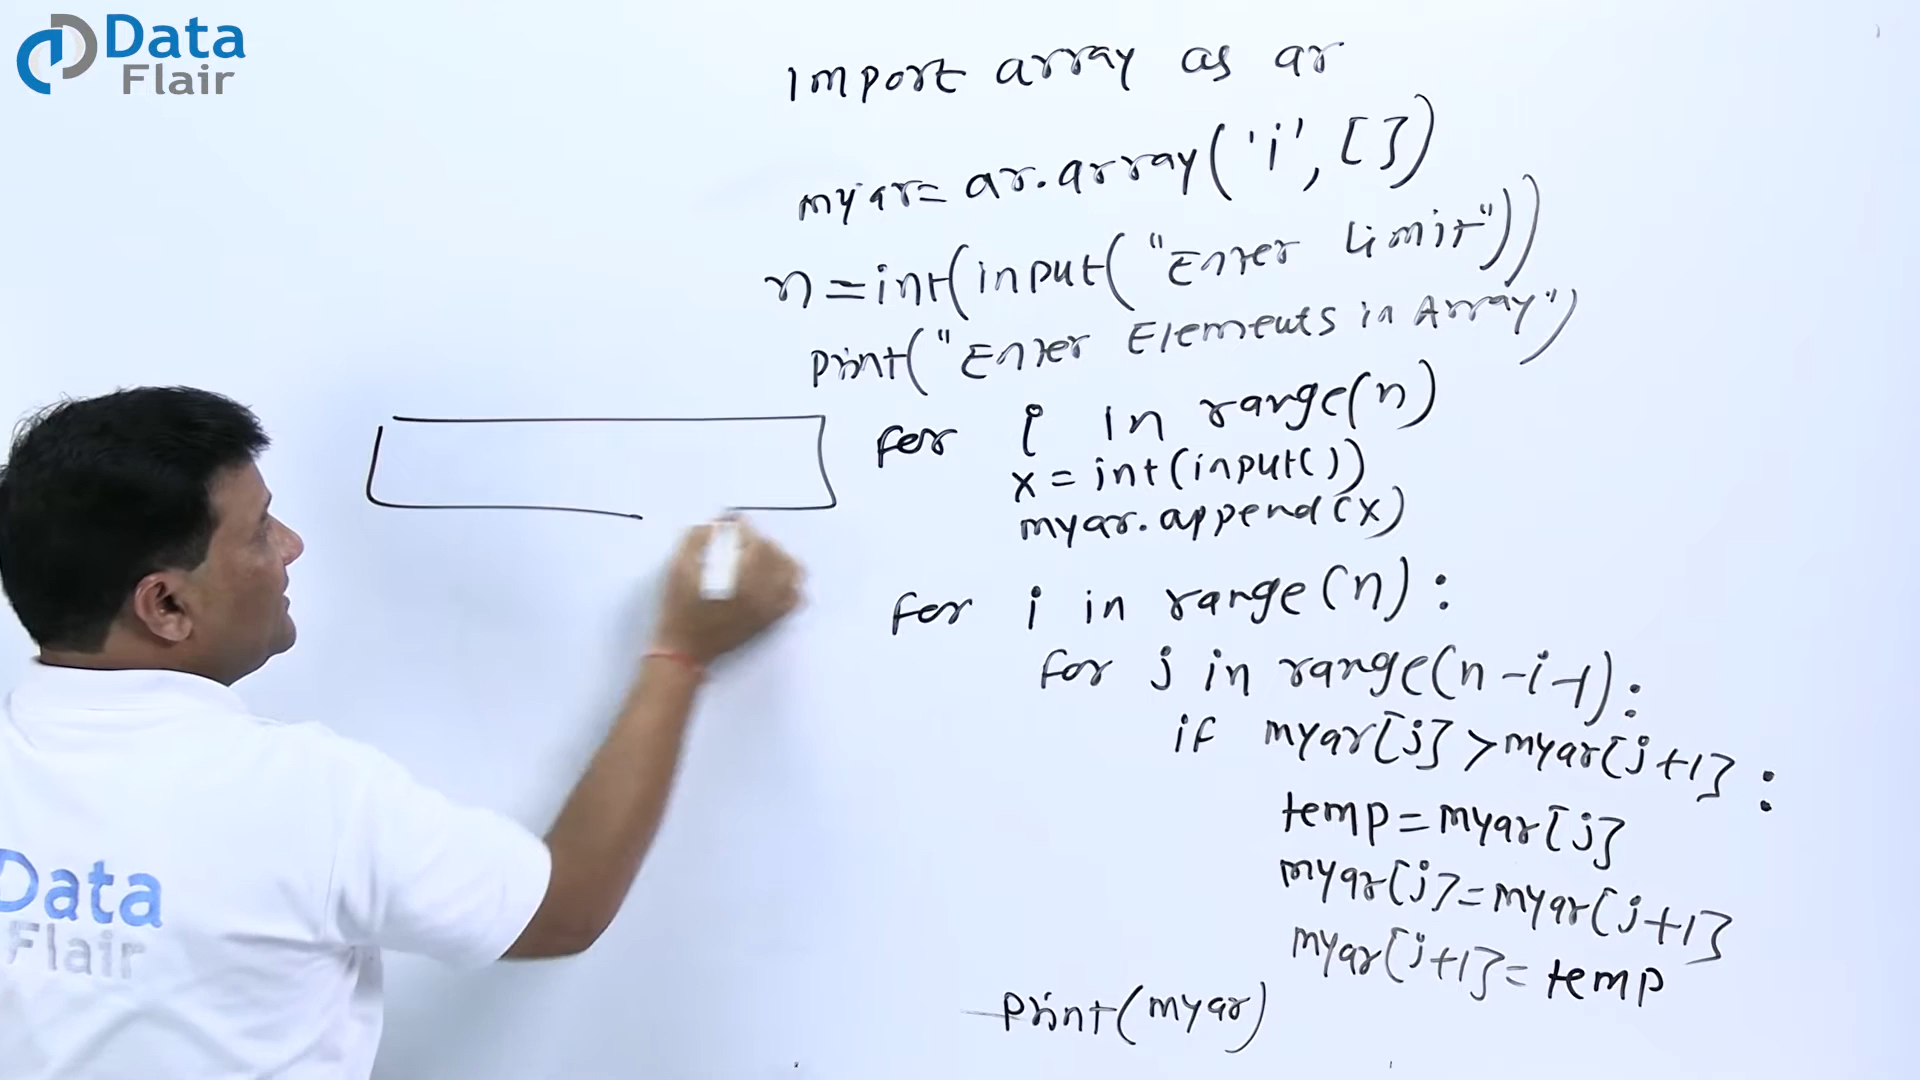 Data
Flair
import array as ar
myar= ar.array('i', [])
n=int(input("Enter limit"))
print("Enter Elements in Array")
for i in range(n)
x = int(input())
myar.append(x)
for i in range(n):
for j in range(n-i-1):
if myar[j]>myar[j+1]:
temp=myar[j]
myar[j]=myar[j+1]
myar[j+1]=temp
print(myar)
Data
Flair